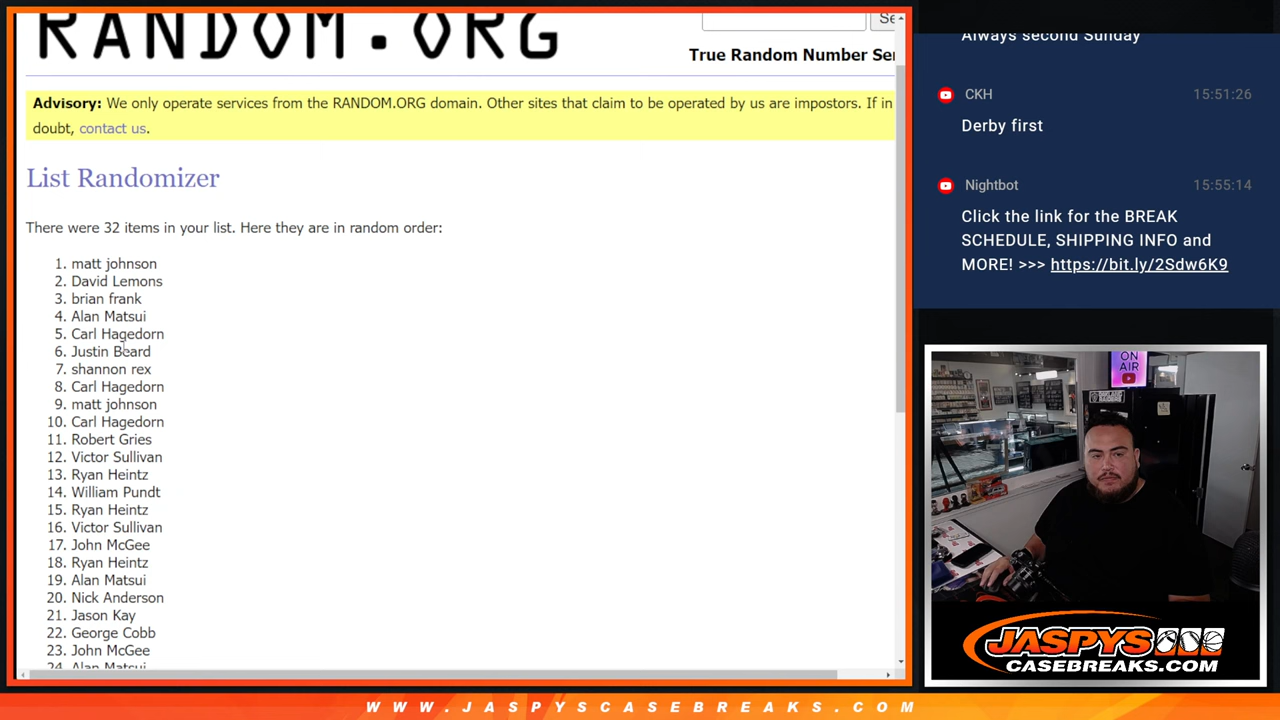 RANDOM.ORG
Se
True Random Number Ser
Advisory: We only operate services from the RANDOM.ORG domain. Other sites that claim to be operated by us are impostors. If in
doubt, contact us.
List Randomizer
There were 32 items in your list. Here they are in random order:
1. matt johnson
2. David Lemons
3. brian frank
4. Alan Matsui
5. Carl Hagedorn
6. Justin Beard
7. shannon rex
8. Carl Hagedorn
9. matt johnson
10. Carl Hagedorn
11. Robert Gries
12. Victor Sullivan
13. Ryan Heintz
14. William Pundt
15. Ryan Heintz
16. Victor Sullivan
17. John McGee
18. Ryan Heintz
19. Alan Matsui
20. Nick Anderson
21. Jason Kay
22. George Cobb
23. John McGee
24. Alan Matsui
Always second Sunday
CKH 15:51:26
Derby first
Nightbot 15:55:14
Click the link for the BREAK
SCHEDULE, SHIPPING INFO and
MORE! >>> https://bit.ly/2Sdw6K9
ON
AIR
JASPYS
CASEBREAKS.COM
WWW.JASPYSCASEBREAKS.COM